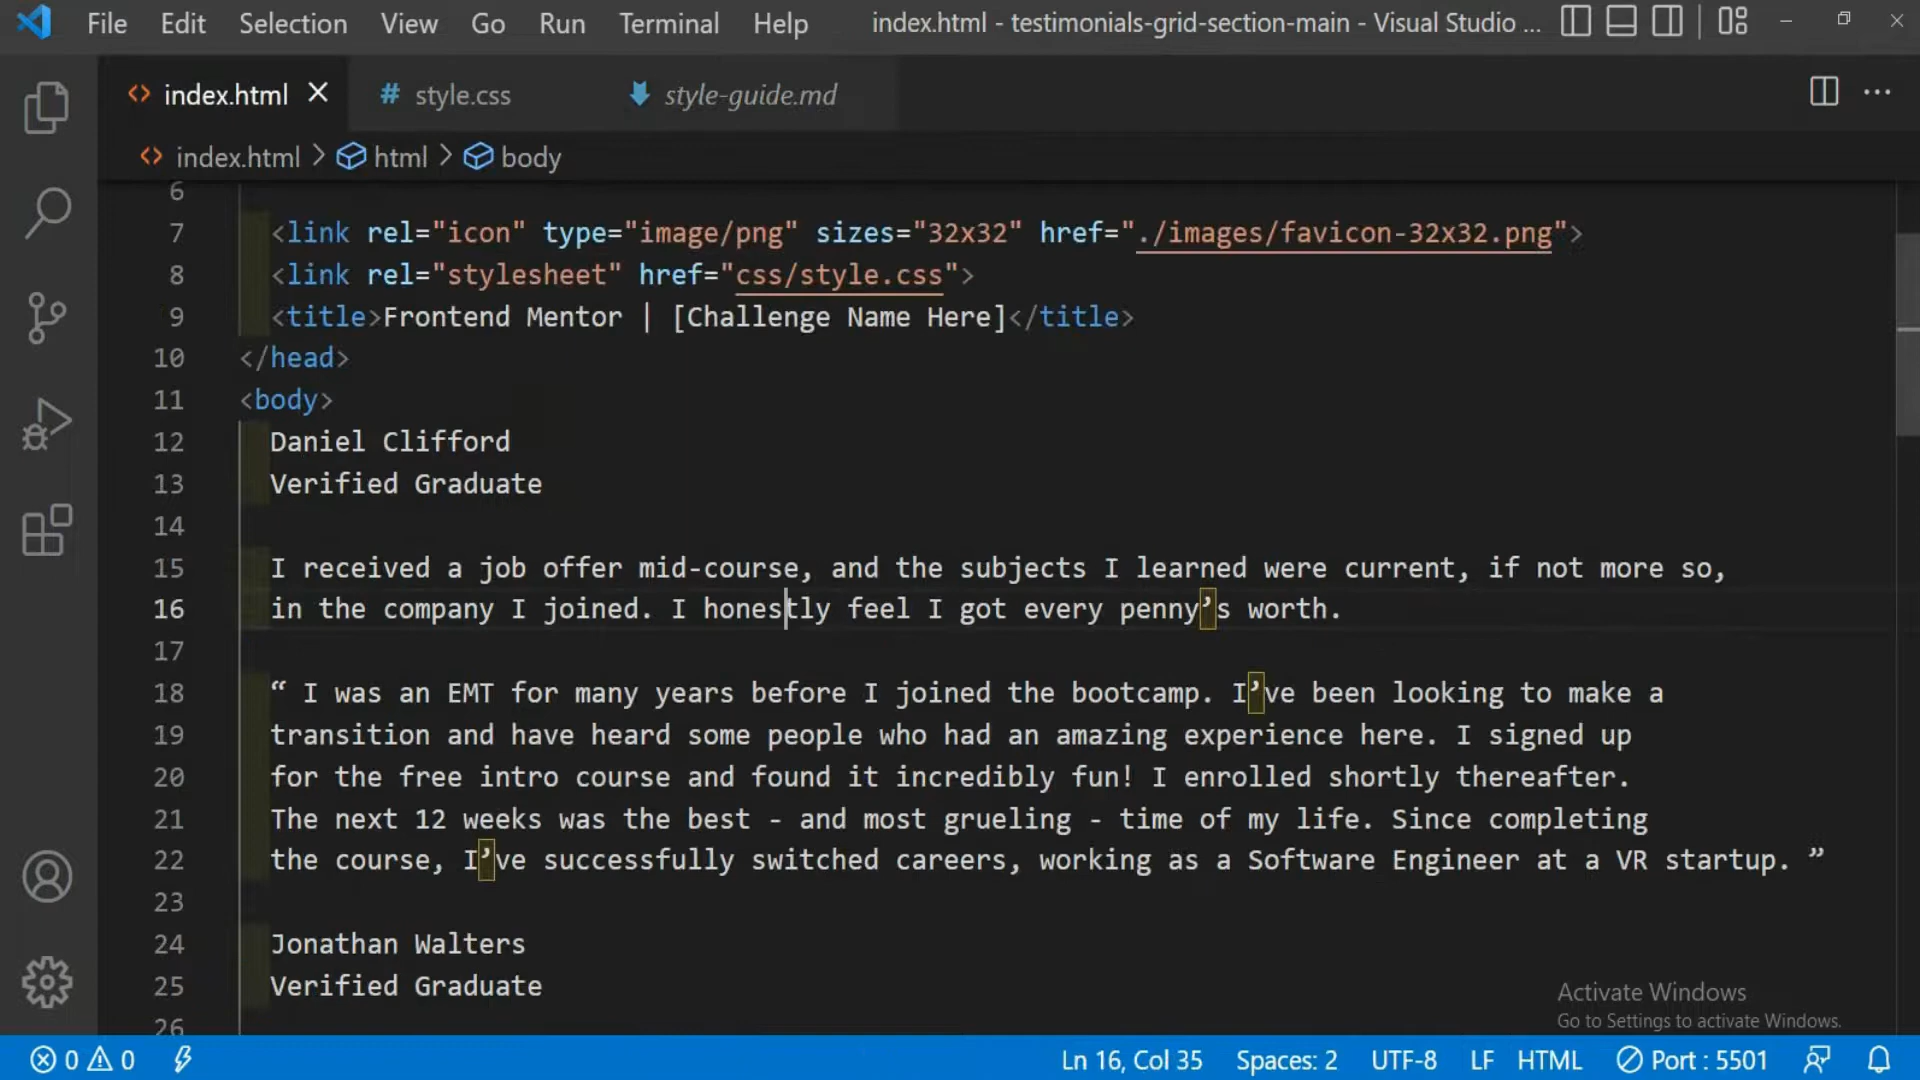 File Edit Selection View Go Run Terminal Help index.html - testimonials-grid-section-main - Visual Studio ...
index.html # style.css style-guide.md
index.html > html > body
6
7 <link rel="icon" type="image/png" sizes="32x32" href="./images/favicon-32x32.png">
8 <link rel="stylesheet" href="css/style.css">
9 <title>Frontend Mentor | [Challenge Name Here]</title>
10 </head>
11 <body>
12 Daniel Clifford
13 Verified Graduate
14
15 I received a job offer mid-course, and the subjects I learned were current, if not more so,
16 in the company I joined. I honestly feel I got every penny’s worth.
17
18 “ I was an EMT for many years before I joined the bootcamp. I’ve been looking to make a
19 transition and have heard some people who had an amazing experience here. I signed up
20 for the free intro course and found it incredibly fun! I enrolled shortly thereafter.
21 The next 12 weeks was the best - and most grueling - time of my life. Since completing
22 the course, I’ve successfully switched careers, working as a Software Engineer at a VR startup. ”
23
24 Jonathan Walters
25 Verified Graduate
26
Activate Windows
Go to Settings to activate Windows.
0 0 Ln 16, Col 35 Spaces: 2 UTF-8 LF HTML Port : 5501